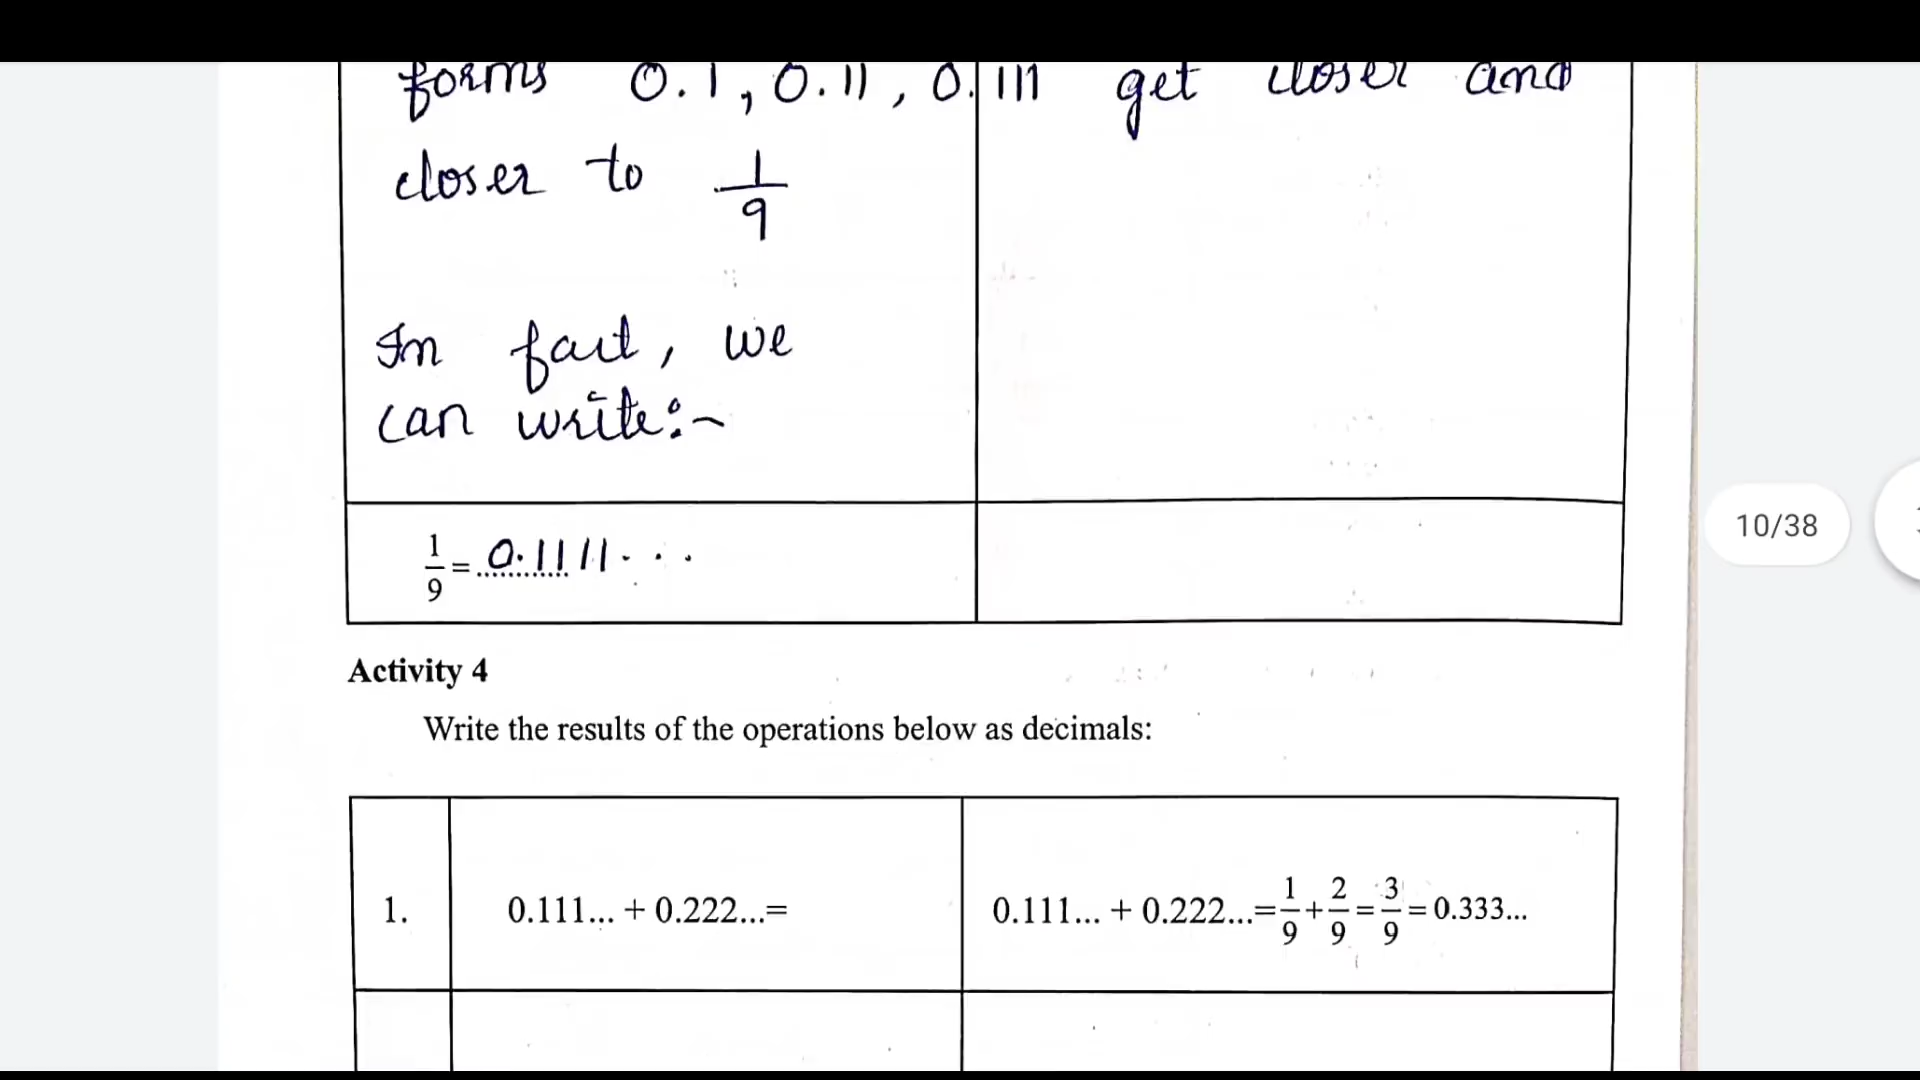 forms 0.1, 0.11, 0.111 get closer and
closer to 1/9
In fact, we
can write:-
1/9 = 0.1111...
10/38
Activity 4
Write the results of the operations below as decimals:
1. 0.111... + 0.222...= 0.111... + 0.222...= 1/9 + 2/9 = 3/9 = 0.333...